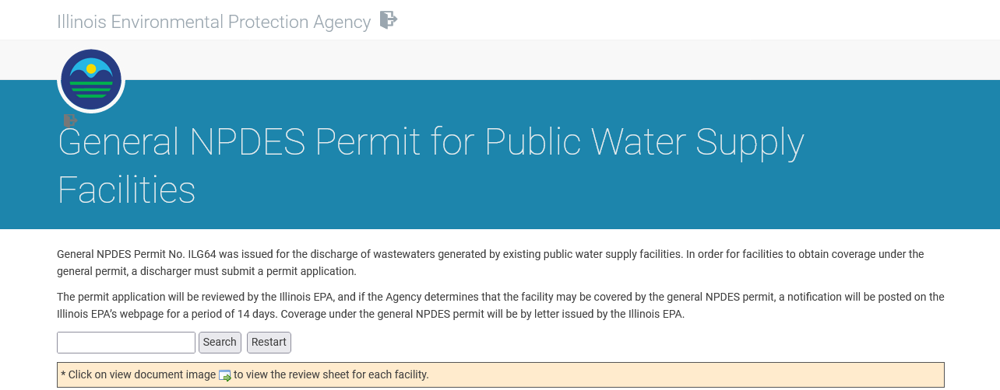 Illinois Environmental Protection Agency
General NPDES Permit for Public Water Supply
Facilities
General NPDES Permit No. ILG64 was issued for the discharge of wastewaters generated by existing public water supply facilities. In order for facilities to obtain coverage under the
general permit, a discharger must submit a permit application.
The permit application will be reviewed by the Illinois EPA, and if the Agency determines that the facility may be covered by the general NPDES permit, a notification will be posted on the
Illinois EPA’s webpage for a period of 14 days. Coverage under the general NPDES permit will be by letter issued by the Illinois EPA.
Search Restart
* Click on view document image to view the review sheet for each facility.